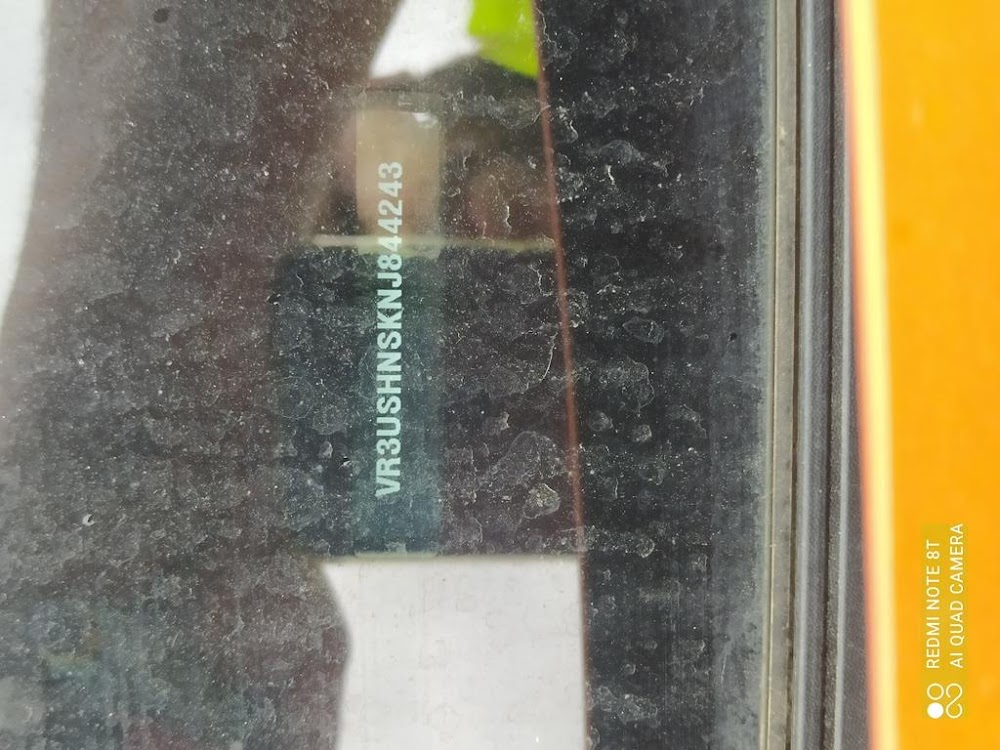 VR3USHNSKNJ844243
REDMI NOTE 8T
AI QUAD CAMERA